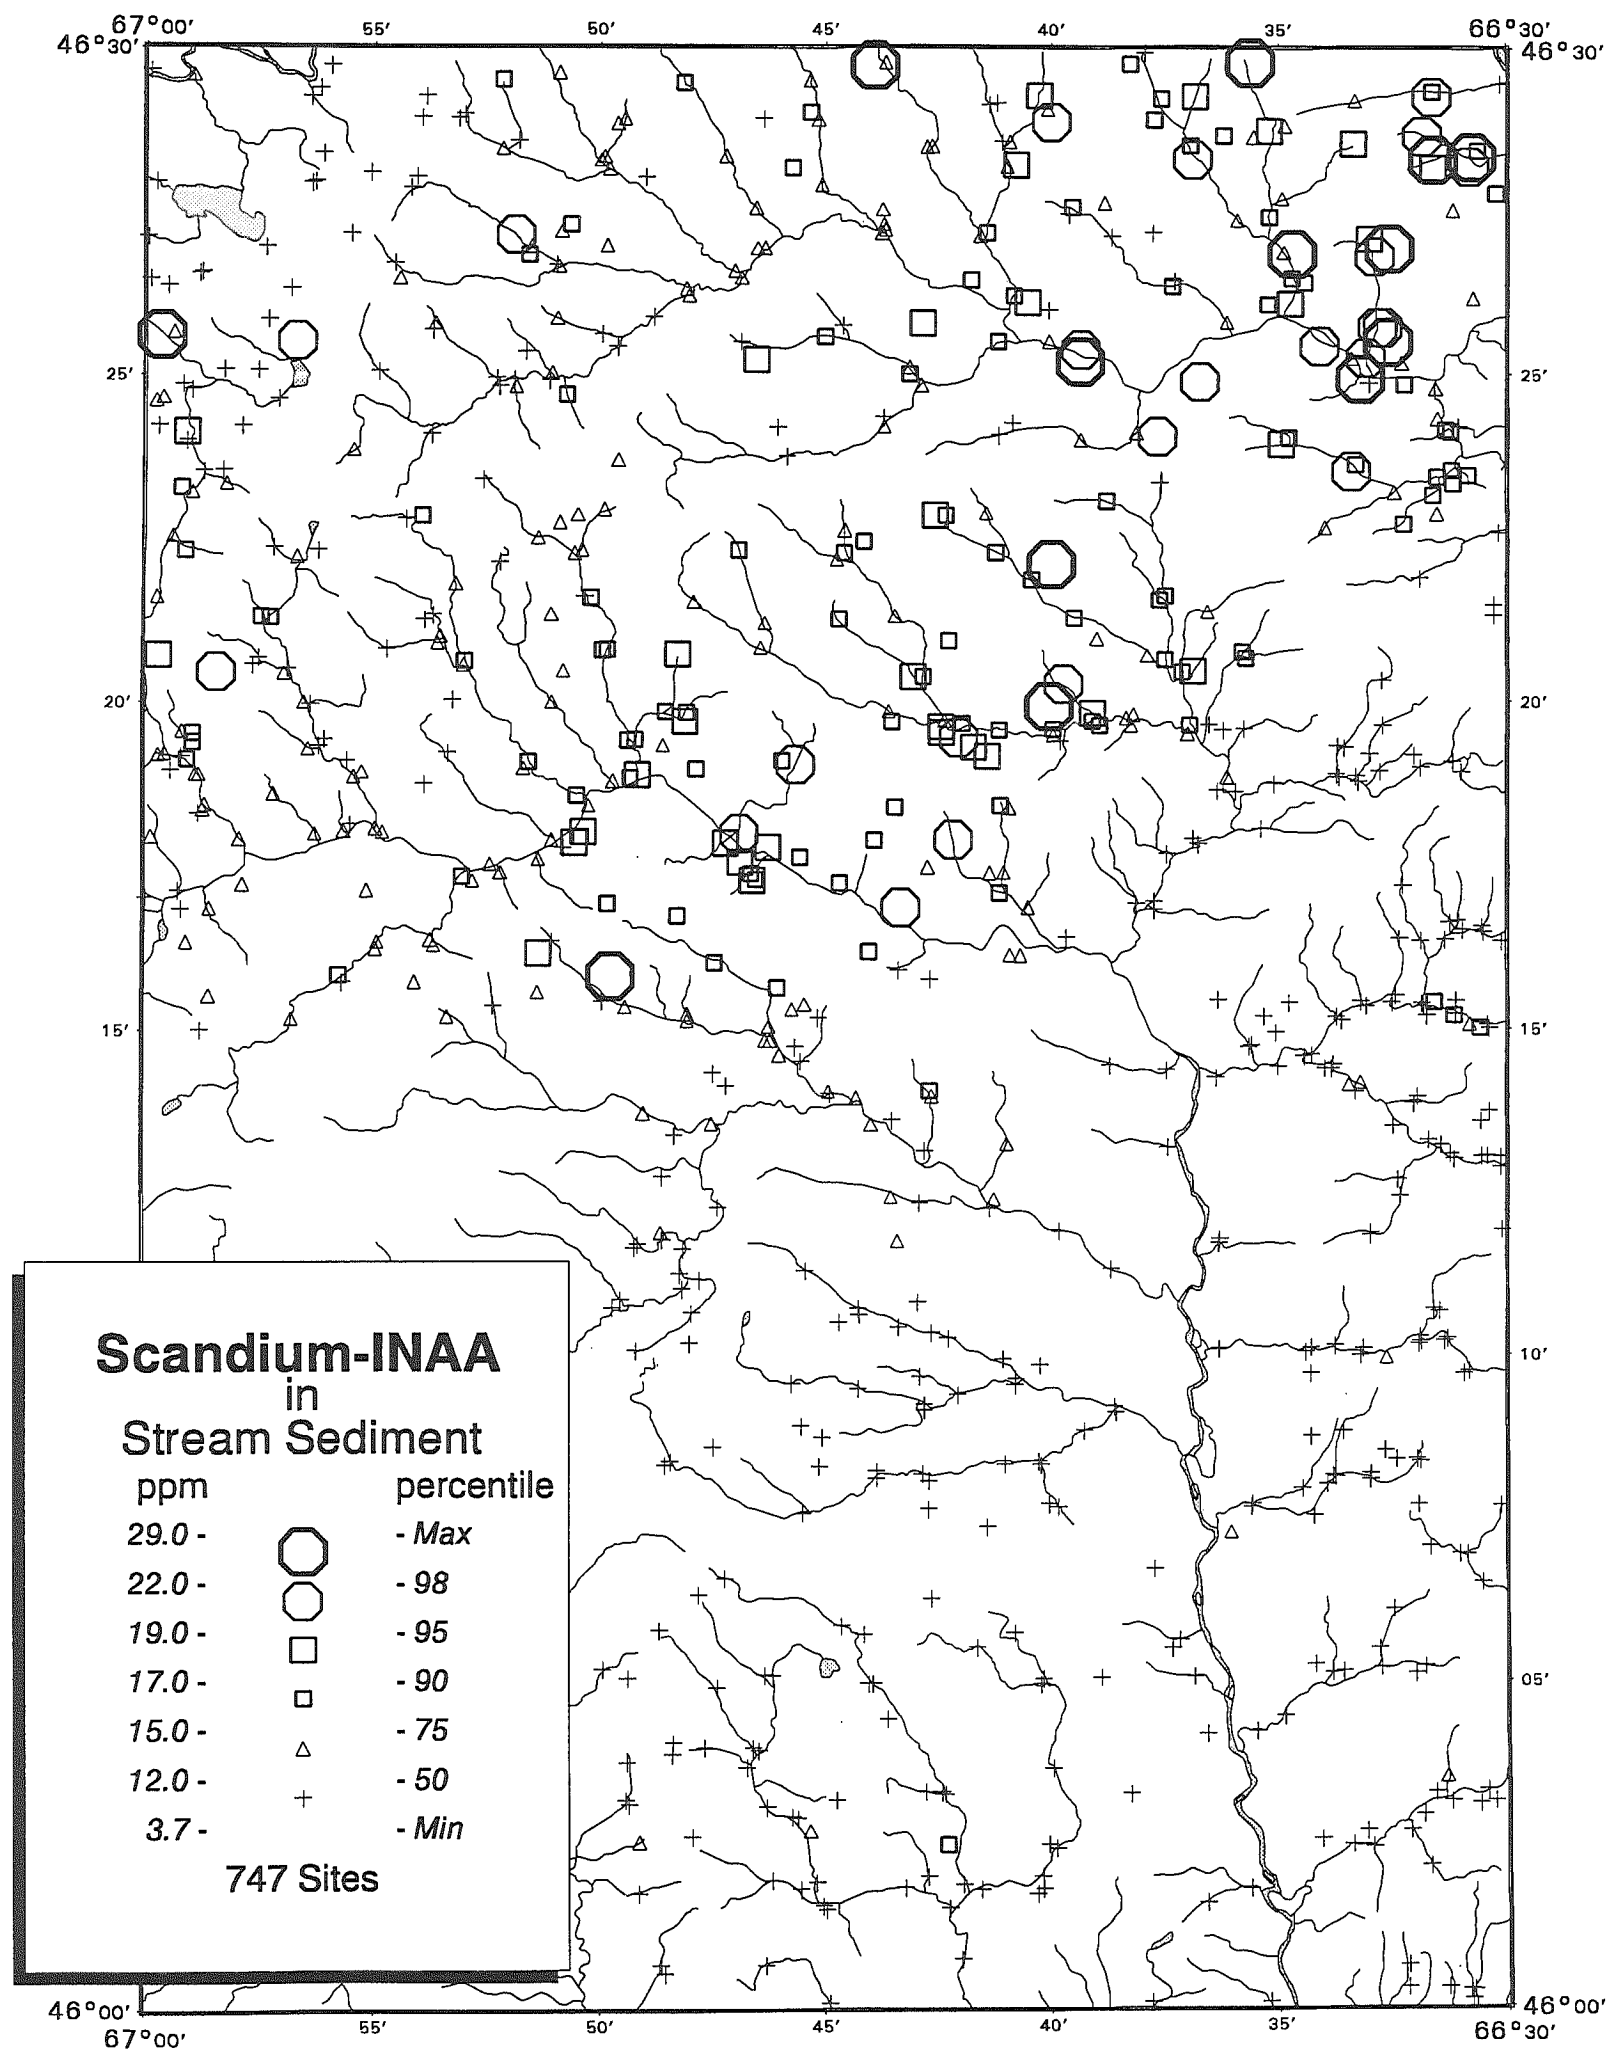 67°00′ 55′ 50′ 45′ 40′ 35′ 66°30′
46°30′ 46°30′
25′ 25′
20′ 20′
15′ 15′
10′
05′
Scandium-INAA
in
Stream Sediment
ppm percentile
29.0 - - Max
22.0 - - 98
19.0 - - 95
17.0 - - 90
15.0 - - 75
12.0 - - 50
3.7 - - Min
747 Sites
46°00′ 46°00′
67°00′ 55′ 50′ 45′ 40′ 35′ 66°30′